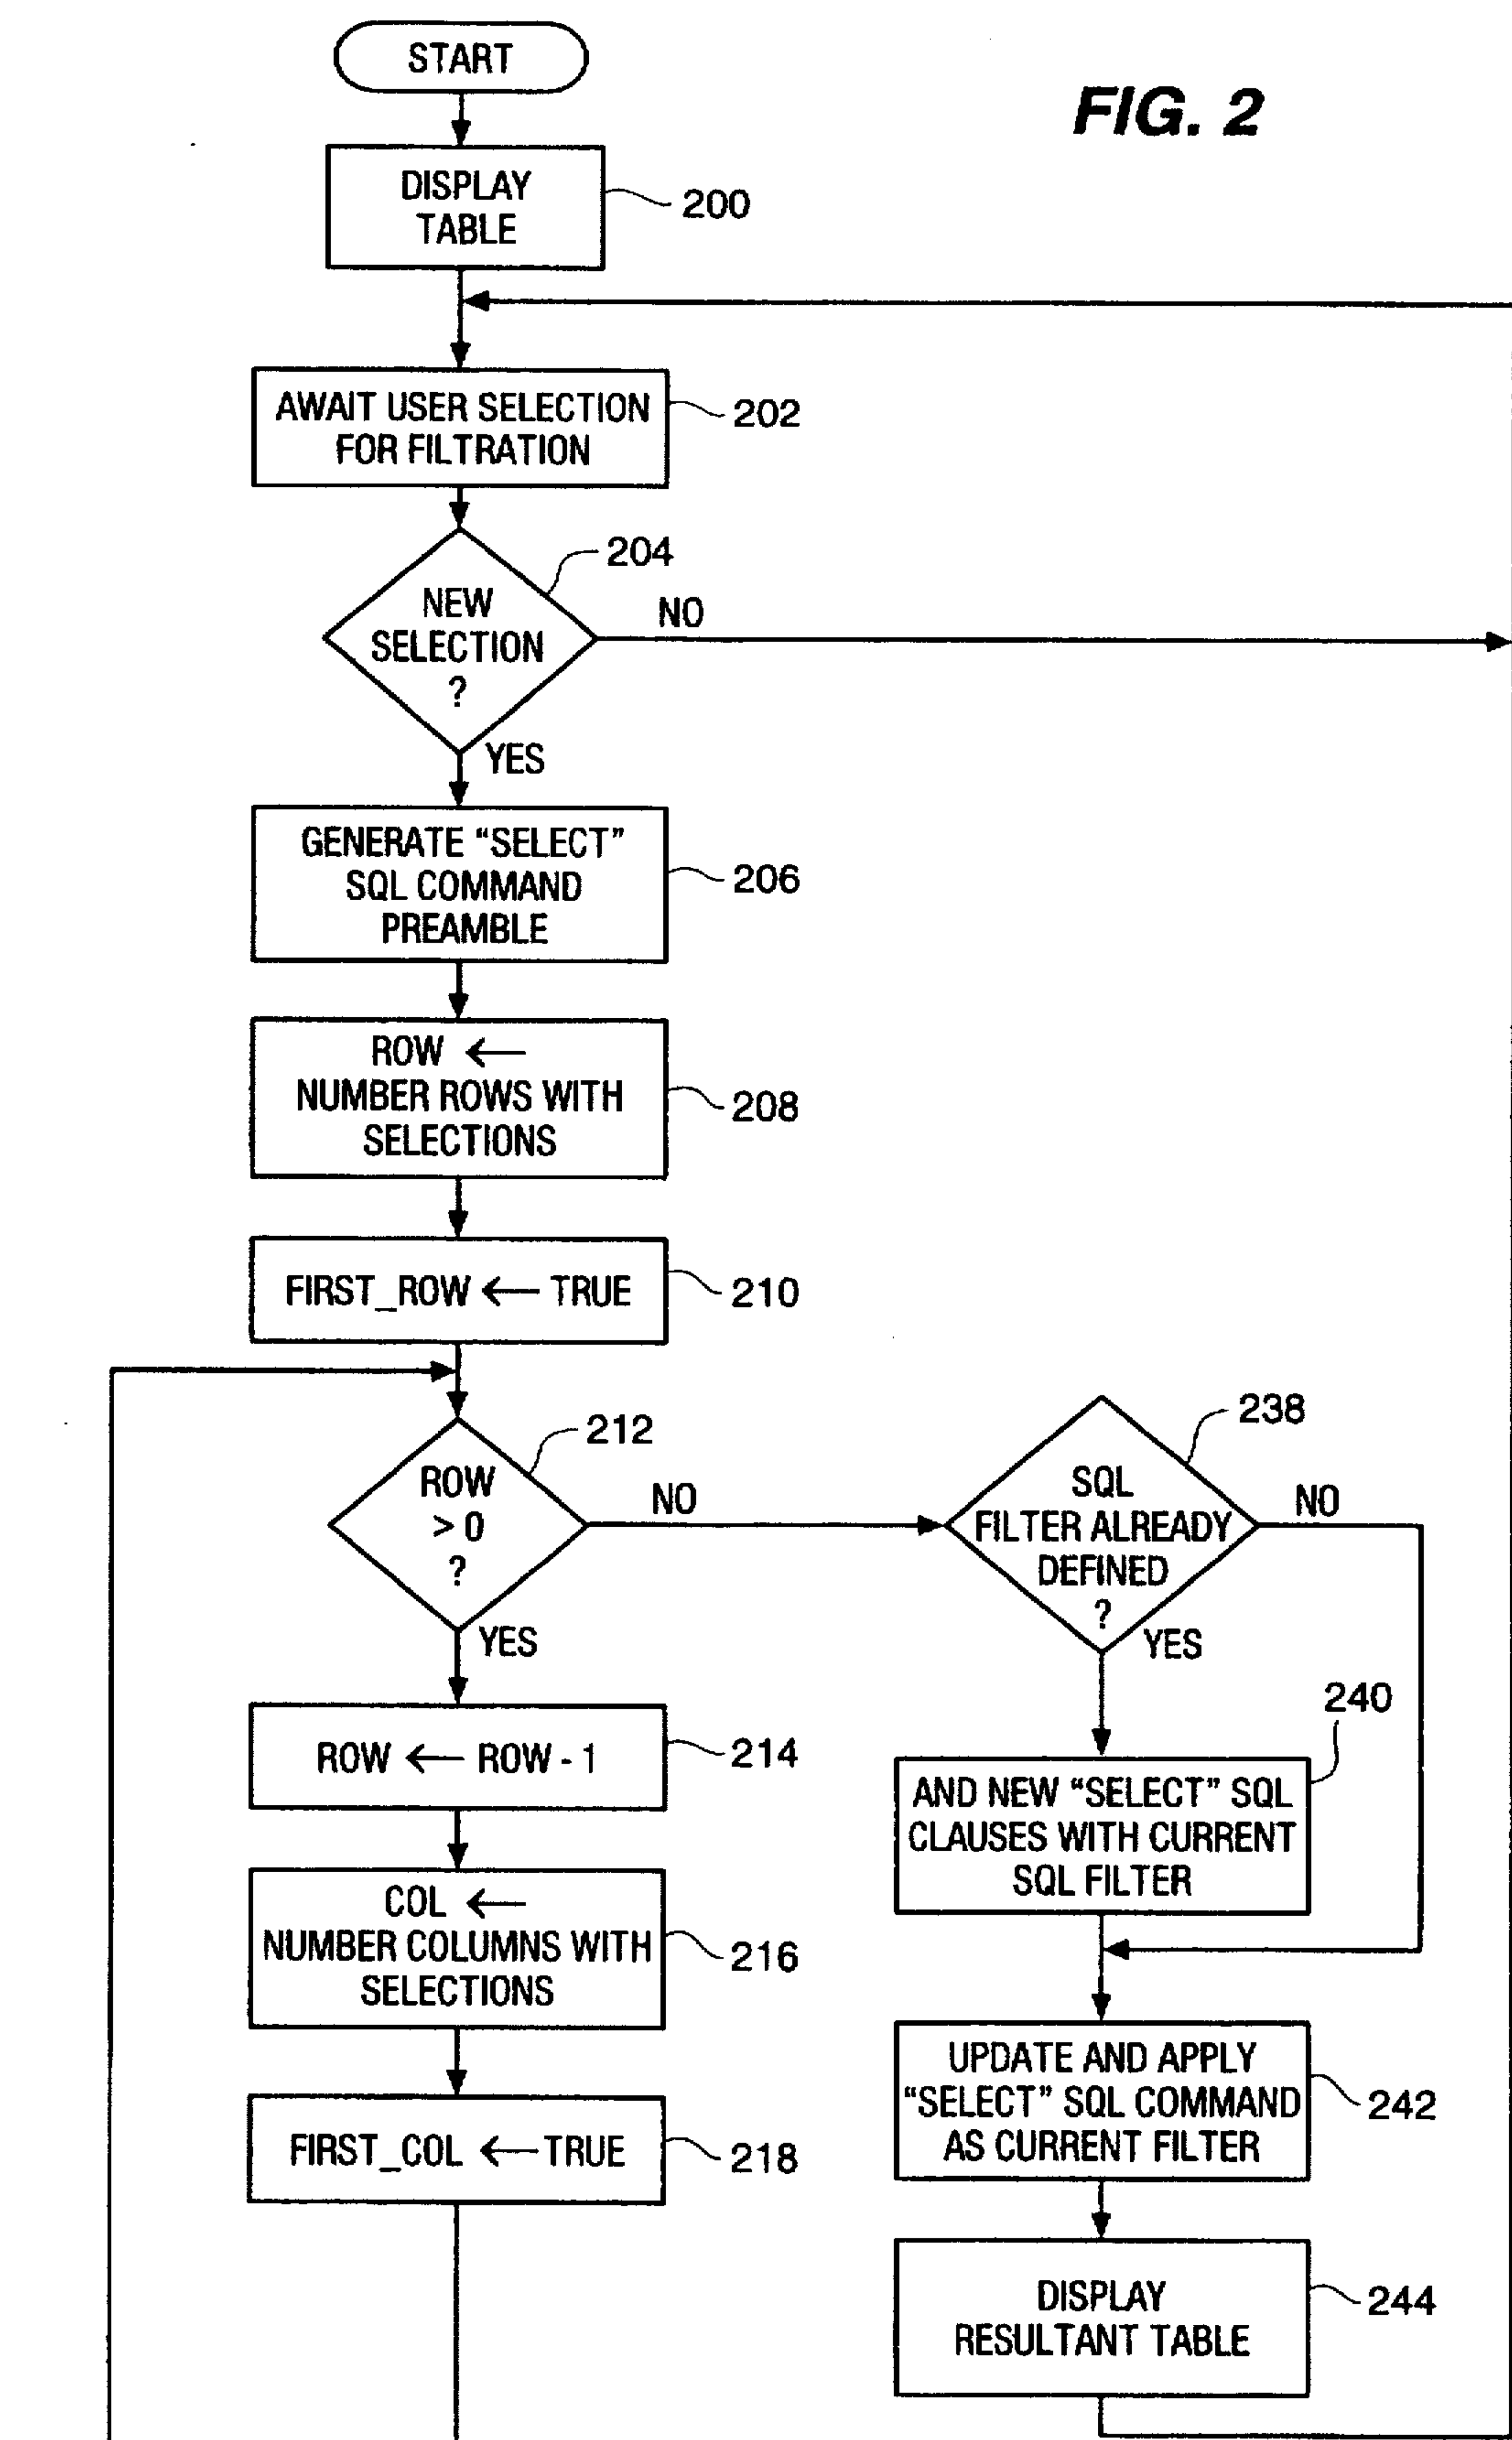 START
FIG. 2
DISPLAY
TABLE
200
AWAIT USER SELECTION
FOR FILTRATION
202
204
NEW
SELECTION
?
NO
YES
GENERATE “SELECT”
SQL COMMAND
PREAMBLE
206
ROW ←
NUMBER ROWS WITH
SELECTIONS
208
FIRST_ROW ← TRUE
210
212
ROW
> 0
?
NO
YES
238
SQL
FILTER ALREADY
DEFINED
?
NO
YES
ROW ← ROW - 1
214
240
AND NEW “SELECT” SQL
CLAUSES WITH CURRENT
SQL FILTER
COL ←
NUMBER COLUMNS WITH
SELECTIONS
216
UPDATE AND APPLY
“SELECT” SQL COMMAND
AS CURRENT FILTER
242
FIRST_COL ← TRUE
218
DISPLAY
RESULTANT TABLE
244